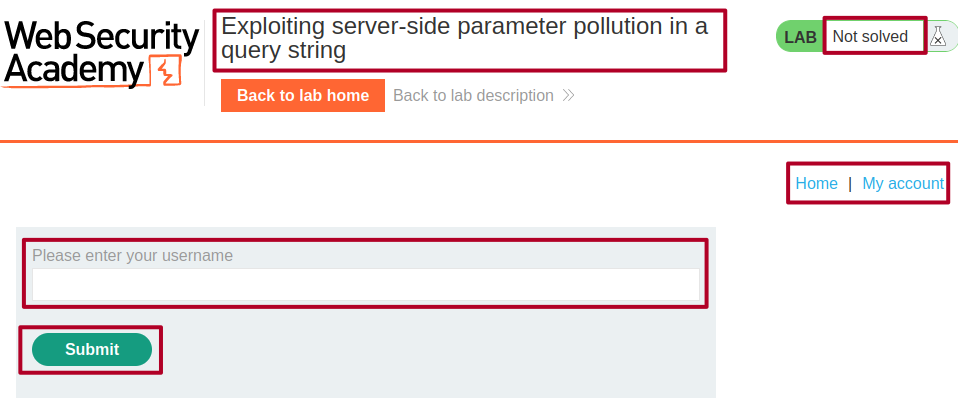 Web Security
Academy
Exploiting server-side parameter pollution in a
query string
LAB Not solved
Back to lab home Back to lab description
Home | My account
Please enter your username
Submit